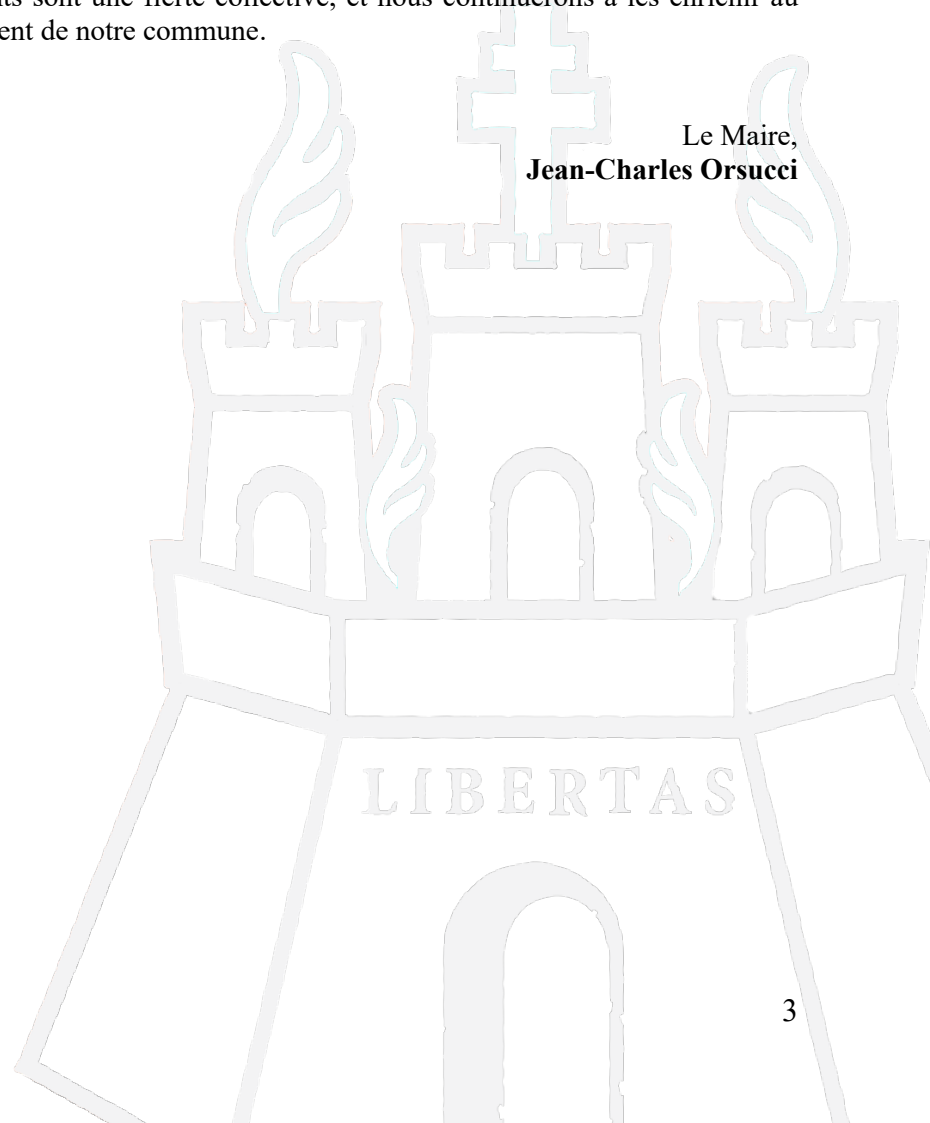 sont une fierté collective, et nous continuerons à les enrichir au
de notre commune.
Le Maire,
Jean-Charles Orsucci
LIBERTAS
3